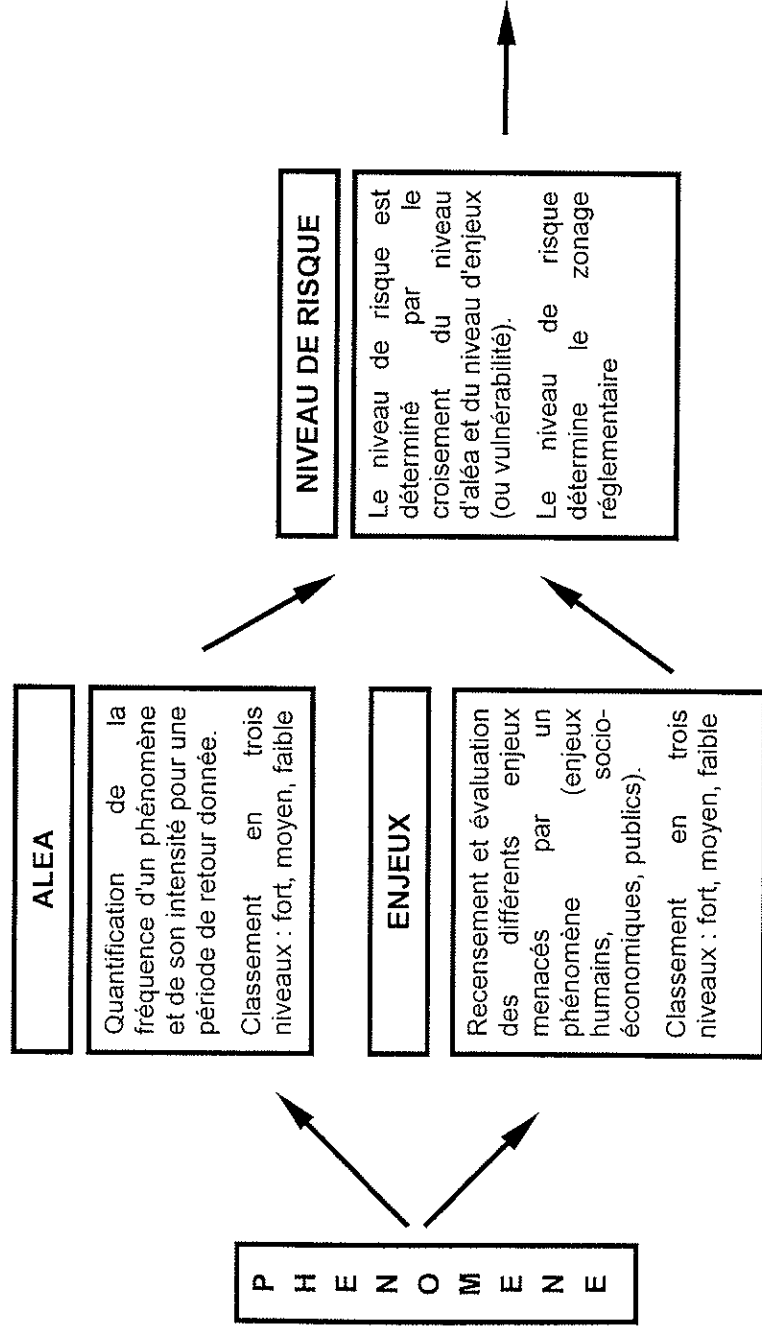 P
H
E
N
O
M
E
N
E
ALEA
Quantification de la
fréquence d'un phénomène
et de son intensité pour une
période de retour donnée.
Classement en trois
niveaux : fort, moyen, faible
ENJEUX
Recensement et évaluation
des différents enjeux
menacés par un
phénomène (enjeux
humains, socio-
économiques, publics).
Classement en trois
niveaux : fort, moyen, faible
NIVEAU DE RISQUE
Le niveau de risque est
déterminé par le
croisement du niveau
d'aléa et du niveau d'enjeux
(ou vulnérabilité).
Le niveau de risque
détermine le zonage
réglementaire